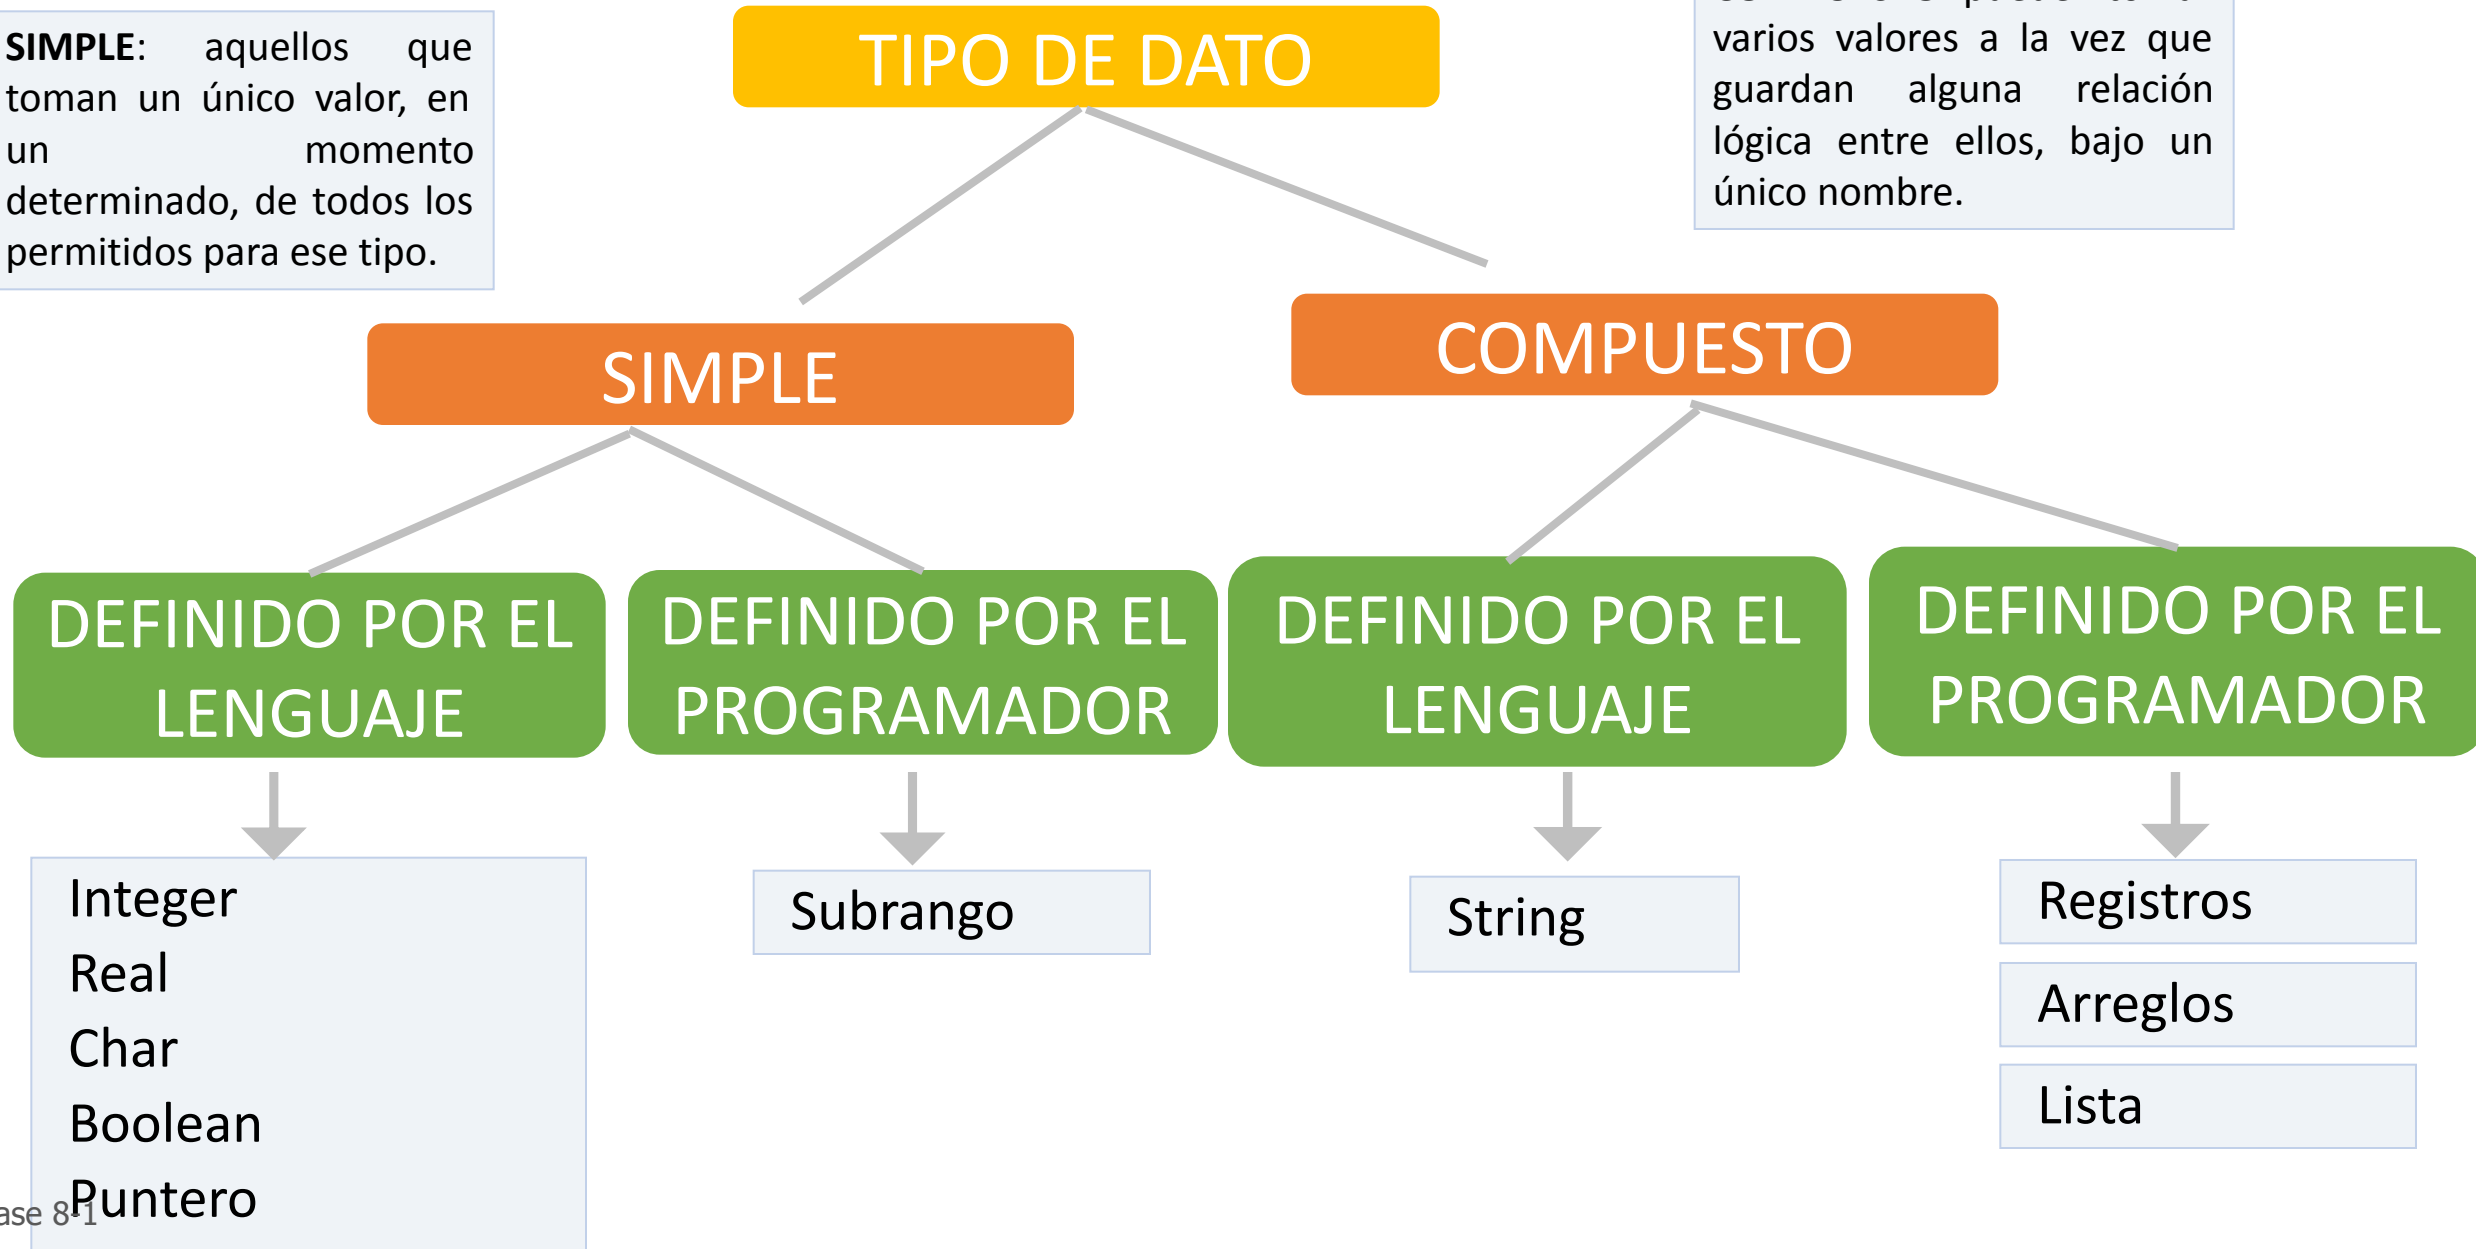 SIMPLE: aquellos que
toman un único valor, en
un momento
determinado, de todos los
permitidos para ese tipo.
TIPO DE DATO
varios valores a la vez que
guardan alguna relación
lógica entre ellos, bajo un
único nombre.
SIMPLE
COMPUESTO
DEFINIDO POR EL
LENGUAJE
DEFINIDO POR EL
PROGRAMADOR
DEFINIDO POR EL
LENGUAJE
DEFINIDO POR EL
PROGRAMADOR
Integer
Real
Char
Boolean
Puntero
Subrango
String
Registros
Arreglos
Lista
8-1